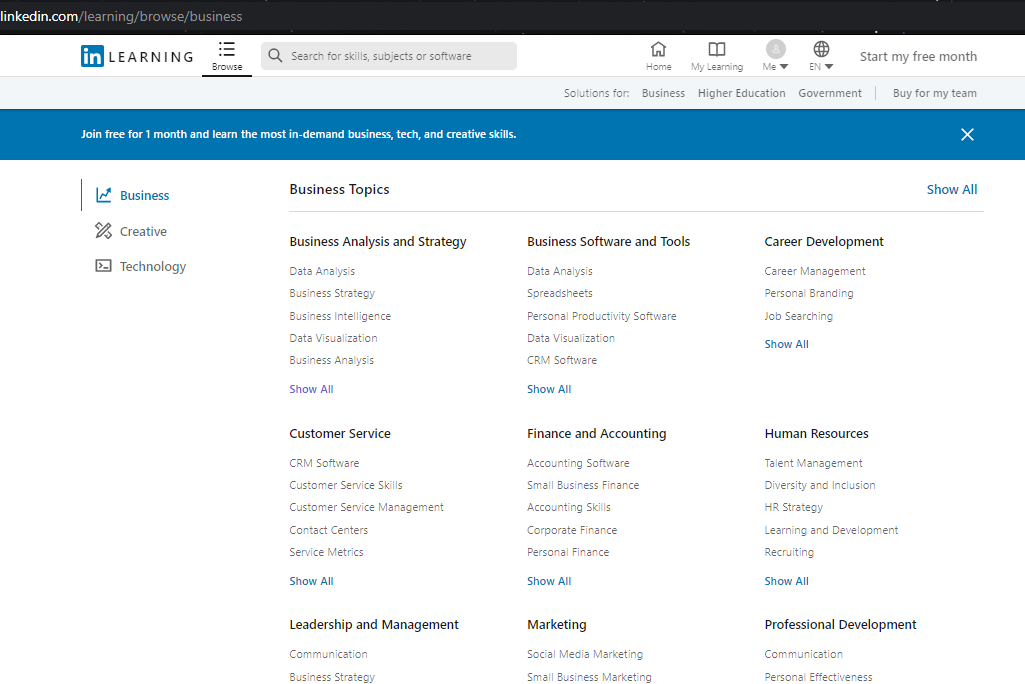 linkedin.com/learning/browse/business
in LEARNING
Browse
Search for skills, subjects or software
Home
My Learning
Me
EN
Start my free month
Solutions for: Business Higher Education Government Buy for my team
Join free for 1 month and learn the most in-demand business, tech, and creative skills.
Business
Creative
Technology
Business Topics
Show All
Business Analysis and Strategy
Data Analysis
Business Strategy
Business Intelligence
Data Visualization
Business Analysis
Show All
Business Software and Tools
Data Analysis
Spreadsheets
Personal Productivity Software
Data Visualization
CRM Software
Show All
Career Development
Career Management
Personal Branding
Job Searching
Show All
Customer Service
CRM Software
Customer Service Skills
Customer Service Management
Contact Centers
Service Metrics
Show All
Finance and Accounting
Accounting Software
Small Business Finance
Accounting Skills
Corporate Finance
Personal Finance
Show All
Human Resources
Talent Management
Diversity and Inclusion
HR Strategy
Learning and Development
Recruiting
Show All
Leadership and Management
Communication
Business Strategy
Marketing
Social Media Marketing
Small Business Marketing
Professional Development
Communication
Personal Effectiveness